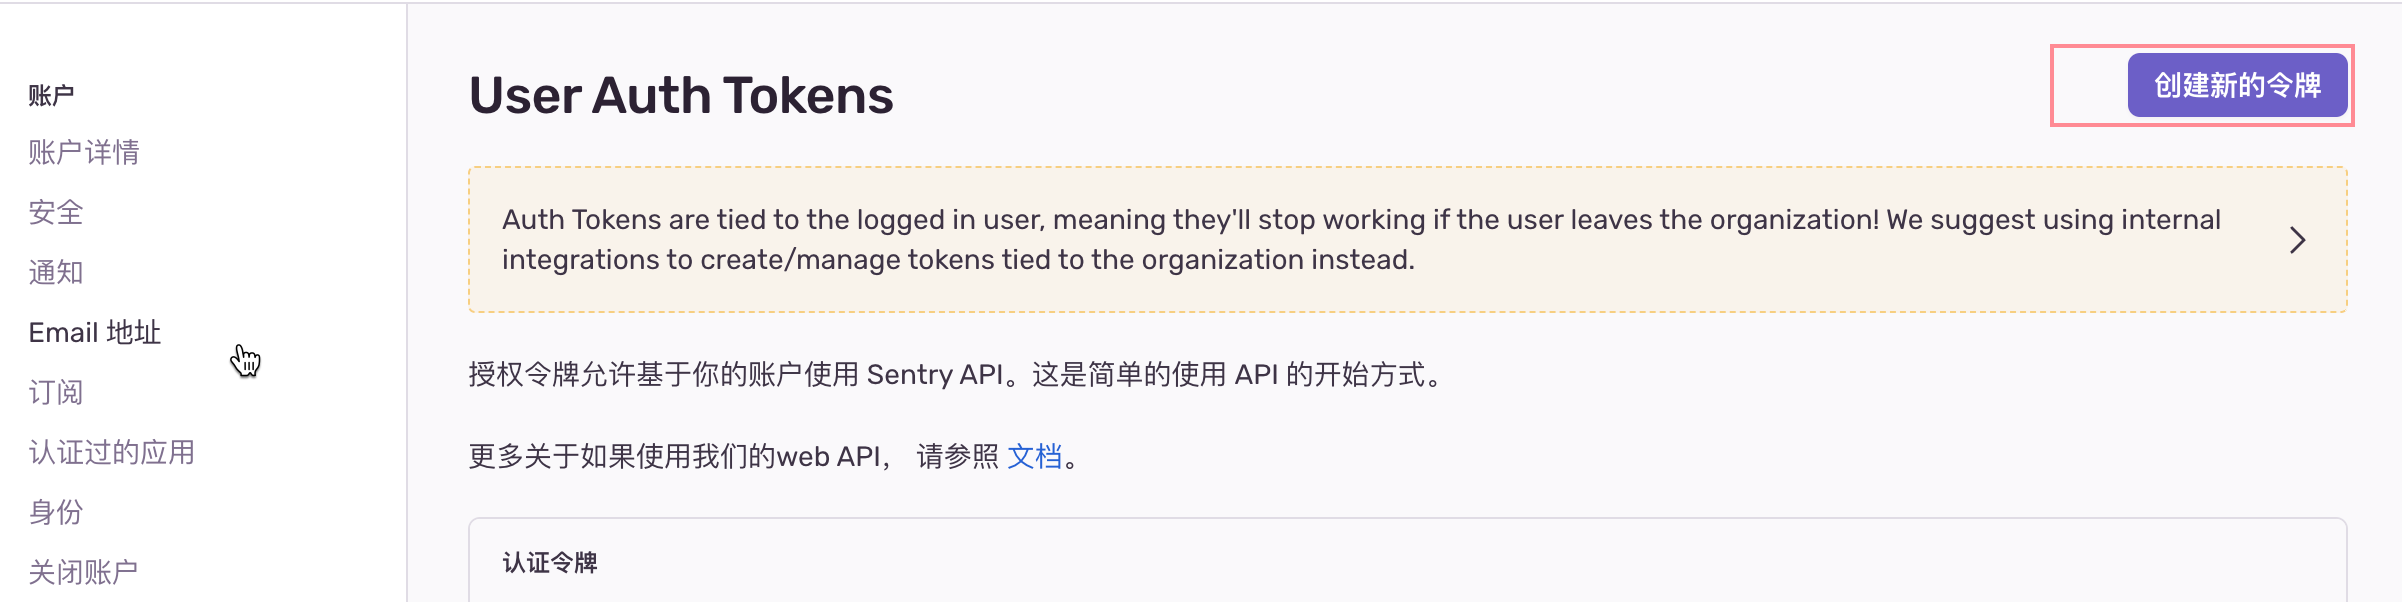 账户
账户详情
安全
通知
Email 地址
订阅
认证过的应用
身份
关闭账户
User Auth Tokens
创建新的令牌
Auth Tokens are tied to the logged in user, meaning they'll stop working if the user leaves the organization! We suggest using internal
integrations to create/manage tokens tied to the organization instead.
授权令牌允许基于你的账户使用 Sentry API。这是简单的使用 API 的开始方式。
更多关于如果使用我们的web API， 请参照 文档。
认证令牌